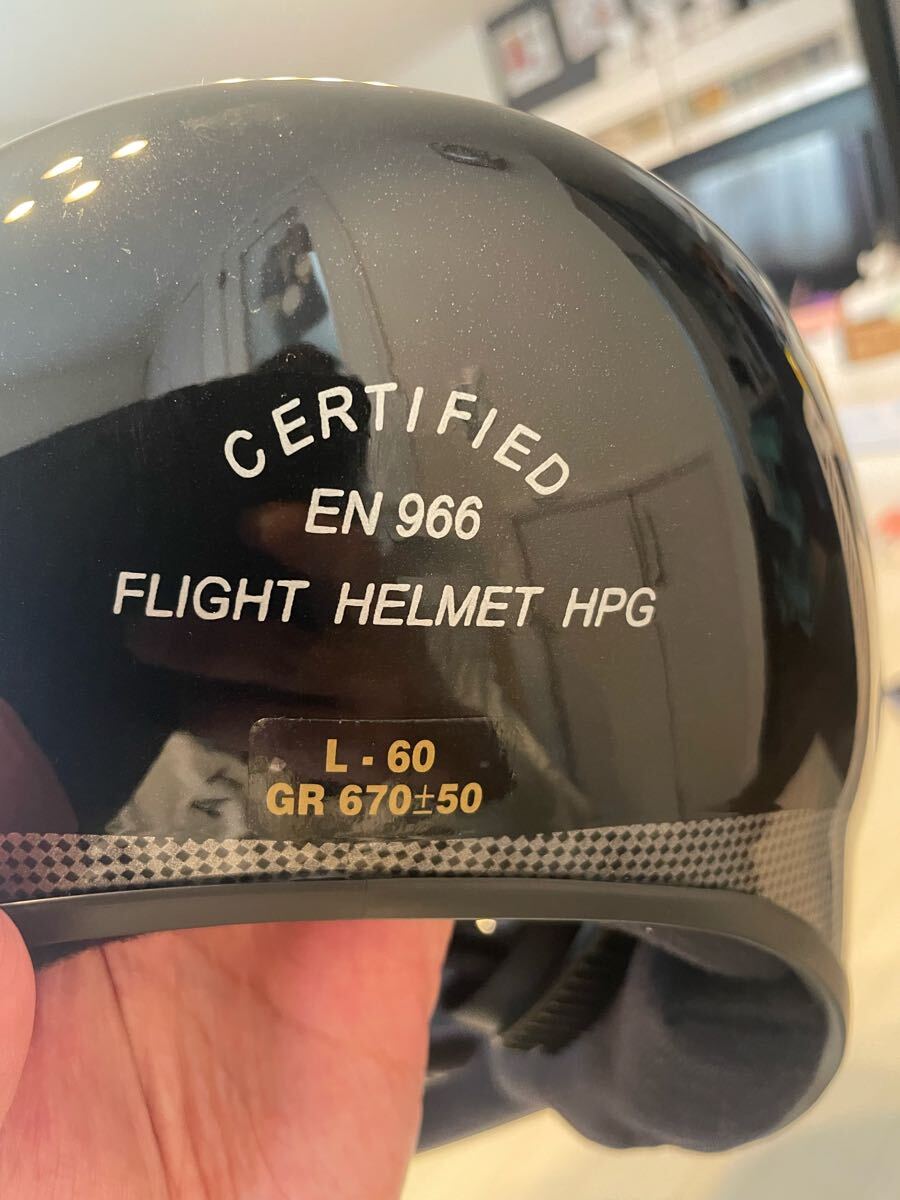 CERTIFIED
EN 966
FLIGHT HELMET HPG
L - 60
GR 670±50